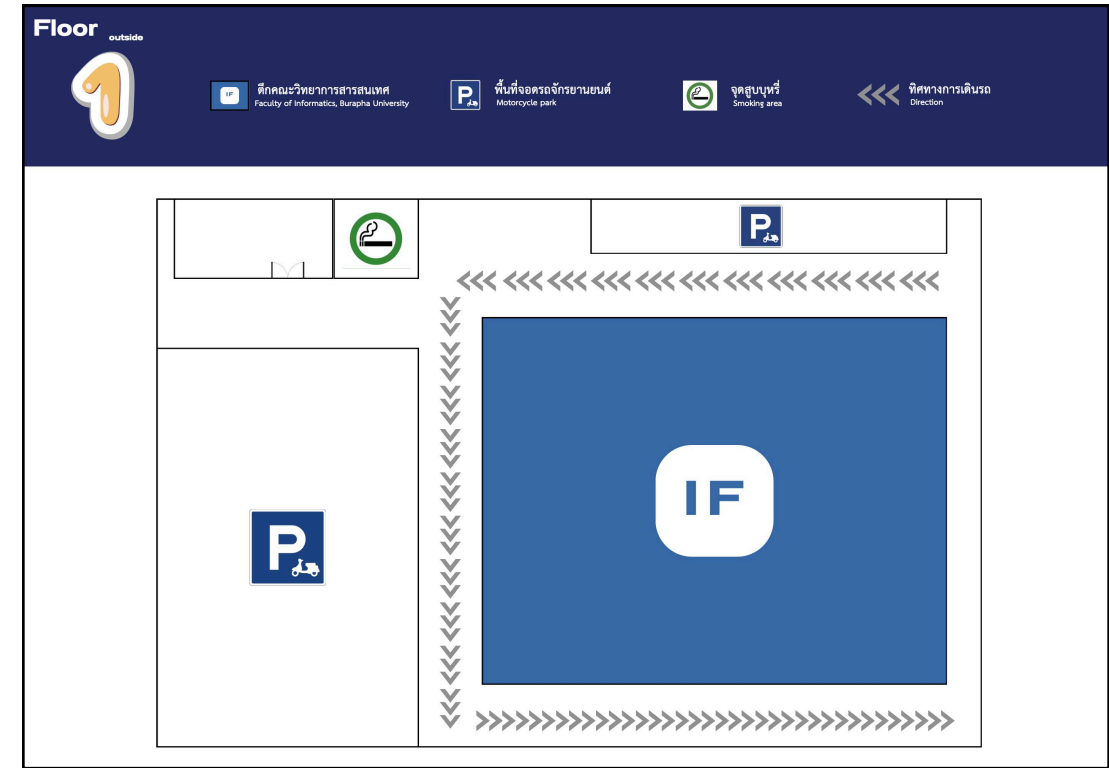 Floor outside
1
IF
ตึกคณะวิทยาการสารสนเทศ
Faculty of Informatics, Burapha University
P
พื้นที่จอดรถจักรยานยนต์
Motorcycle park
จุดสูบบุหรี่
Smoking area
ทิศทางการเดินรถ
Direction
P
IF
P